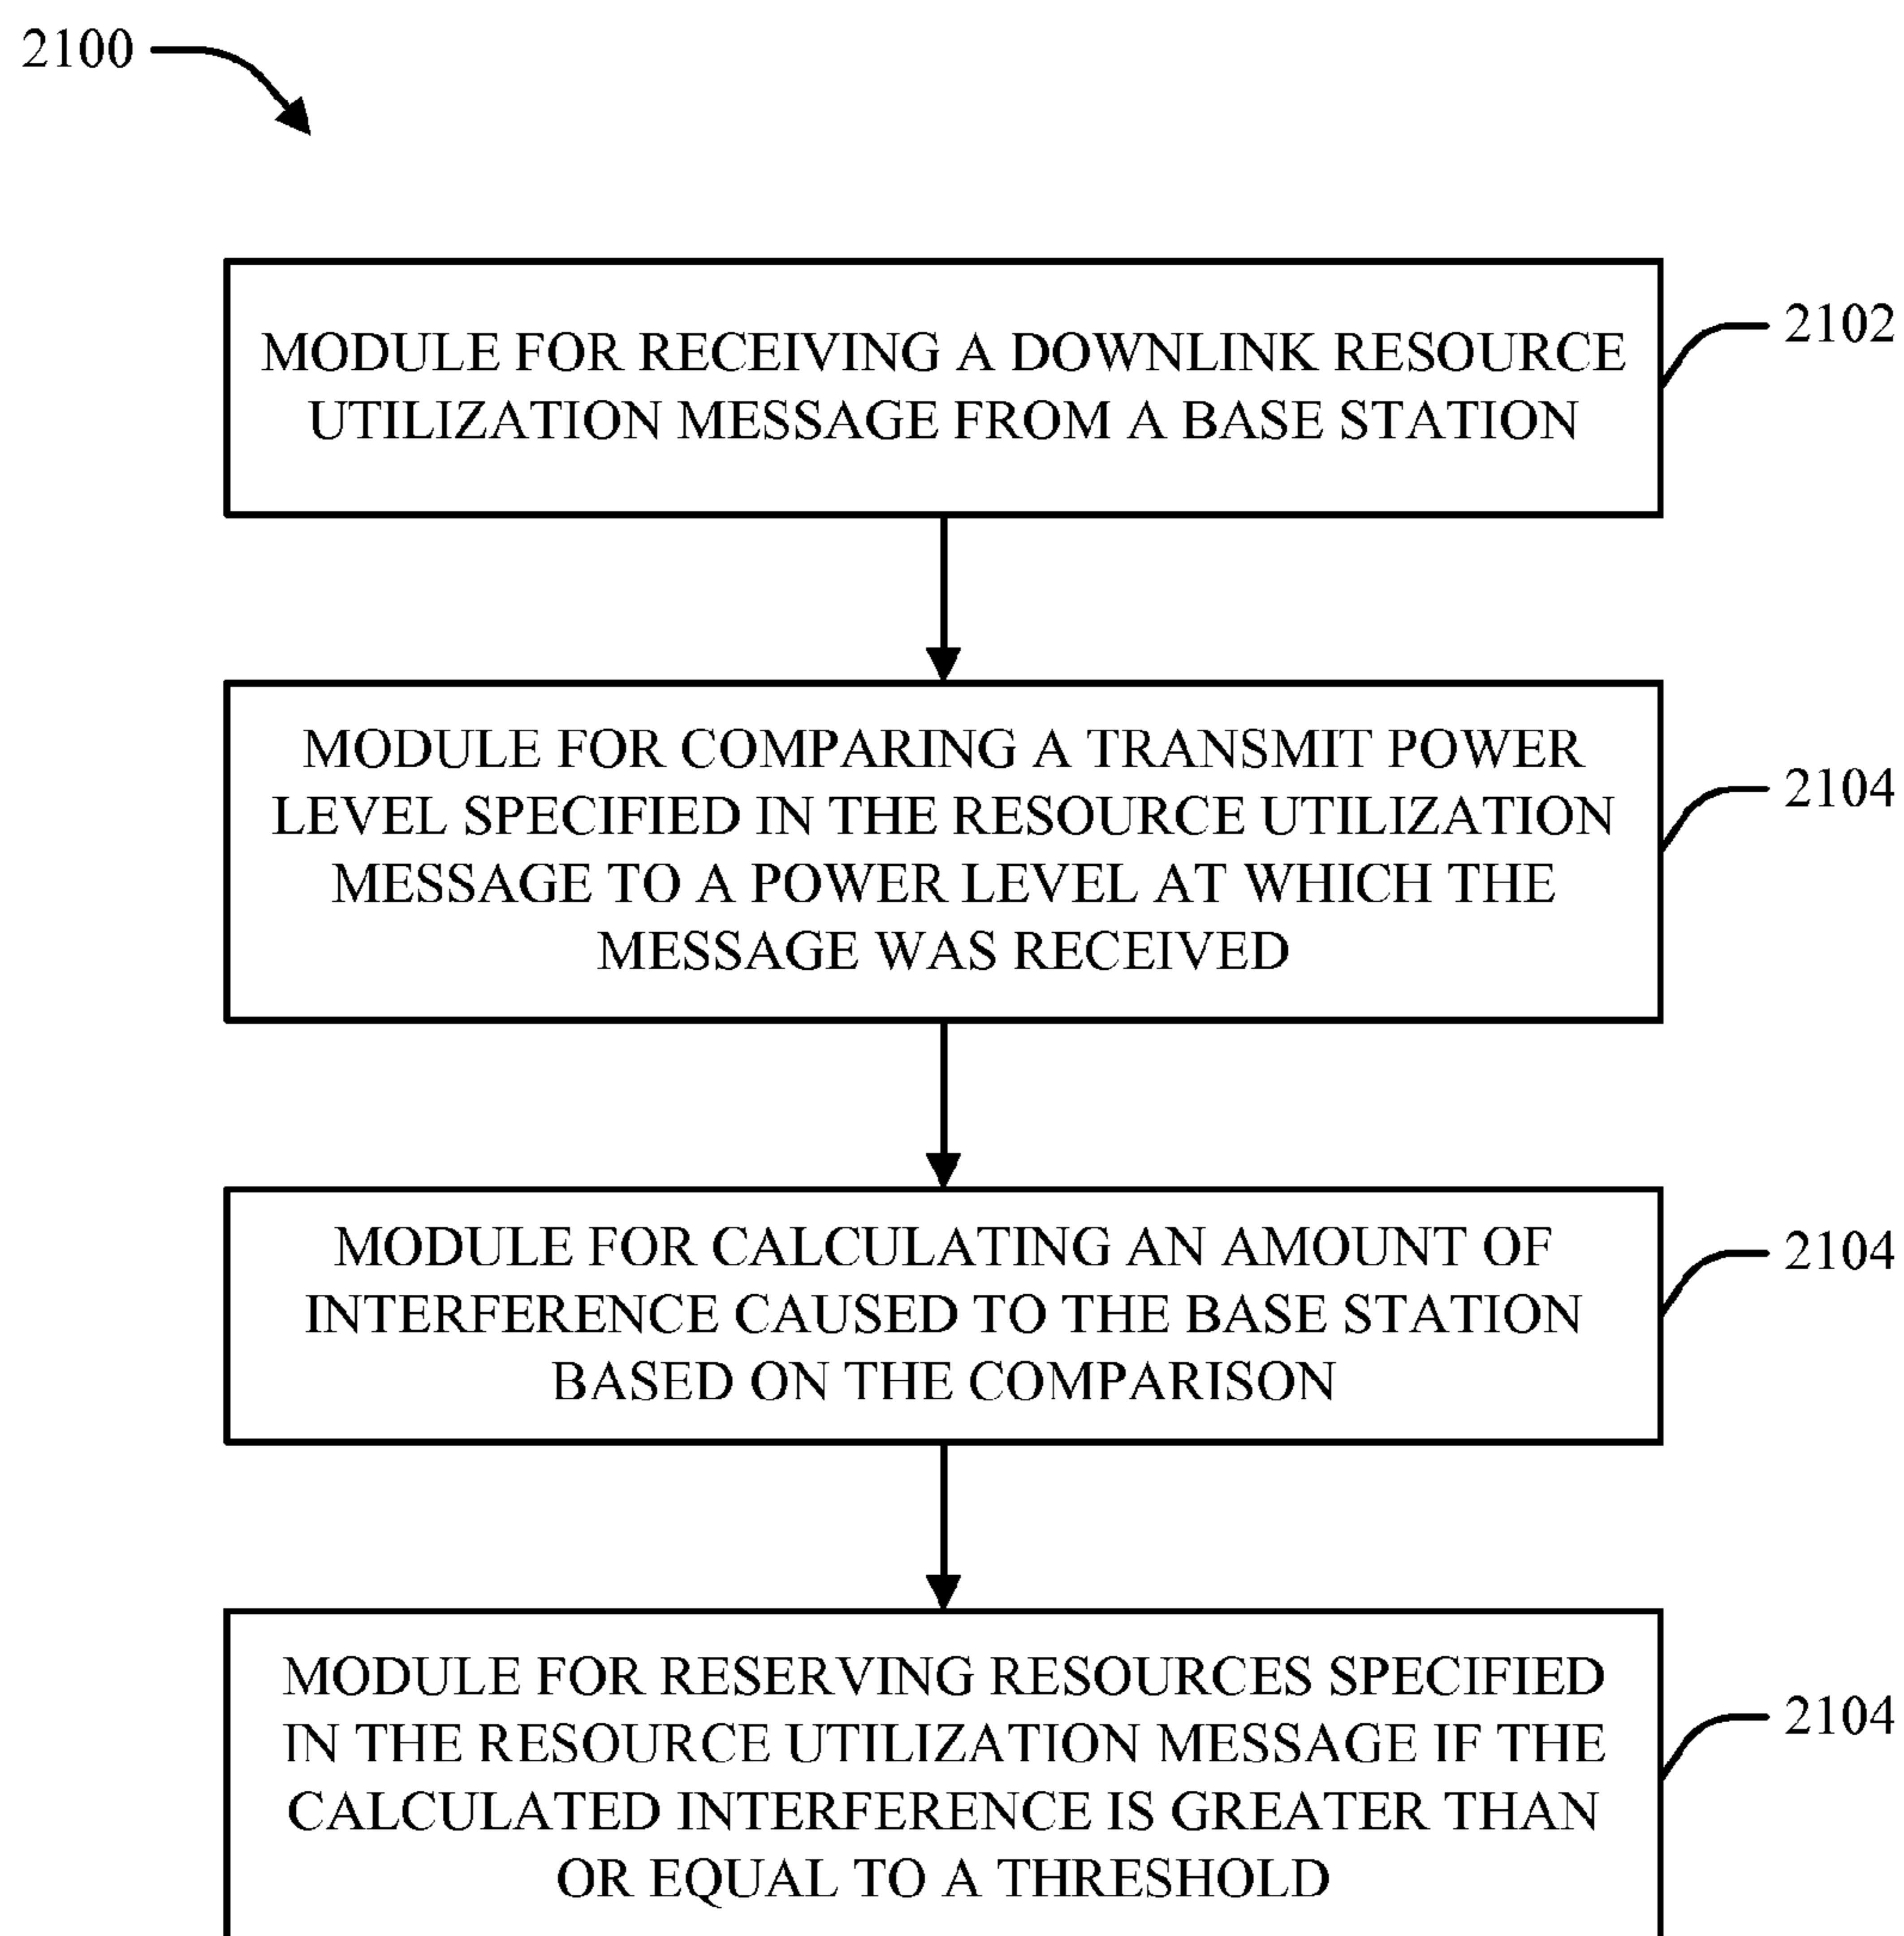 2100
MODULE FOR RECEIVING A DOWNLINK RESOURCE
UTILIZATION MESSAGE FROM A BASE STATION
2102
MODULE FOR COMPARING A TRANSMIT POWER
LEVEL SPECIFIED IN THE RESOURCE UTILIZATION
MESSAGE TO A POWER LEVEL AT WHICH THE
MESSAGE WAS RECEIVED
2104
MODULE FOR CALCULATING AN AMOUNT OF
INTERFERENCE CAUSED TO THE BASE STATION
BASED ON THE COMPARISON
2104
MODULE FOR RESERVING RESOURCES SPECIFIED
IN THE RESOURCE UTILIZATION MESSAGE IF THE
CALCULATED INTERFERENCE IS GREATER THAN
OR EQUAL TO A THRESHOLD
2104